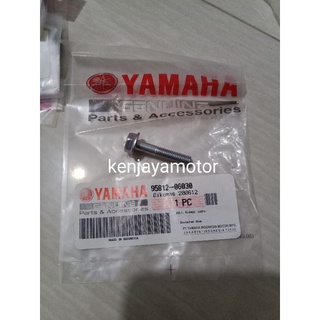 YAMAHA
GENUINE
Parts & Accessories
kenjayamotor
YAMAHA
95812-06030
Parts & Accessories
1 PC
MADE IN INDONESIA